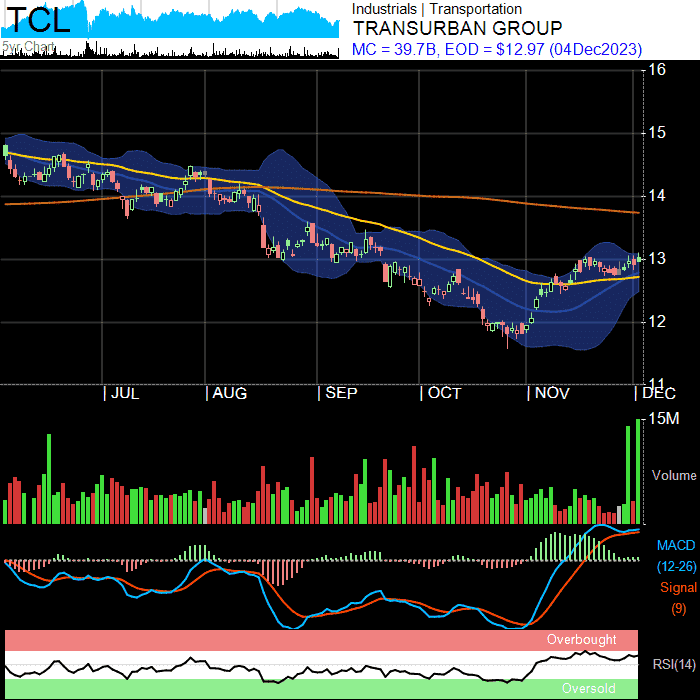 TCL
5yr Chart
Industrials | Transportation
TRANSURBAN GROUP
MC = 39.7B, EOD = $12.97 (04Dec2023)
16
15
14
13
12
11
JUL AUG SEP OCT NOV DEC
15M
Volume
MACD
(12-26)
Signal
(9)
Overbought
RSI(14)
Oversold